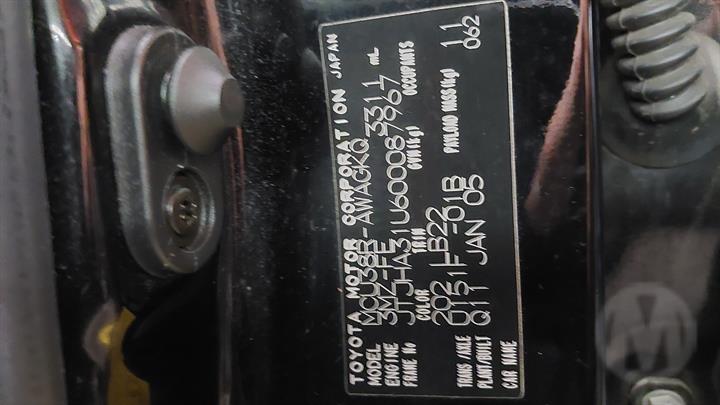 TOYOTA MOTOR CORPORATION JAPAN
MODEL MCU38R-AWAGKQ
ENGINE 3MZ-FE 3311 mL
FRAME No JTJHA31U600087967 GVM(kg) OCCUPANTS
COLOR TRIM
202 LB22
TRANS/AXLE U151F -01B PAYLOAD MASS(kg)
PLANT/BUILT Q11 JAN 05 11
CAR NAME 062
M